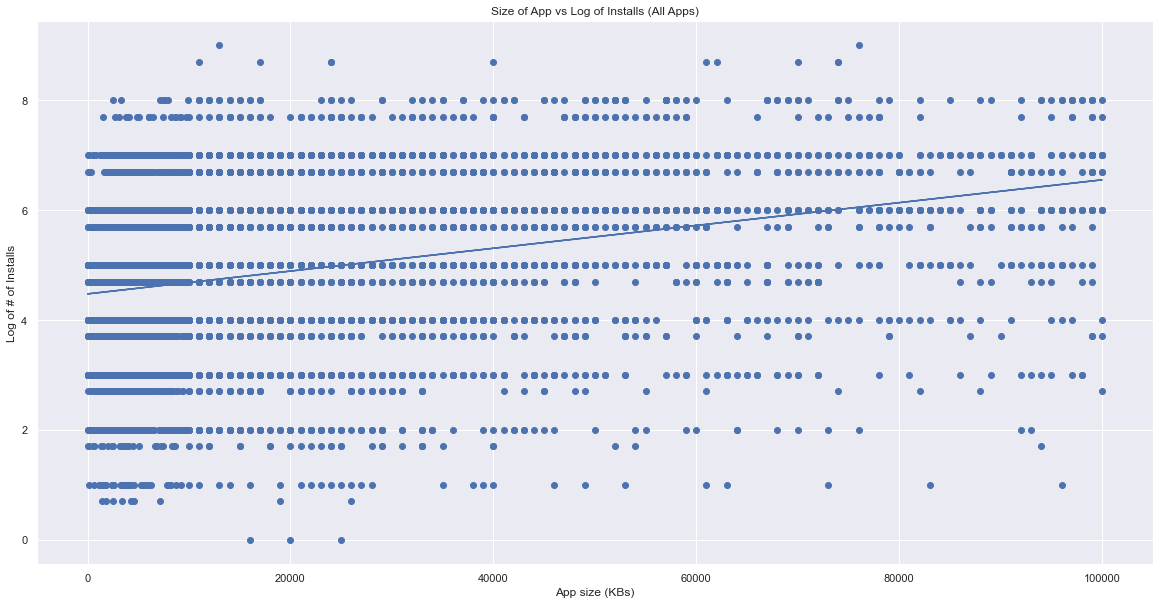 Size of App vs Log of Installs (All Apps)
Log of # of Installs
8
6
4
2
0
0 20000 40000 60000 80000 100000
App size (KBs)